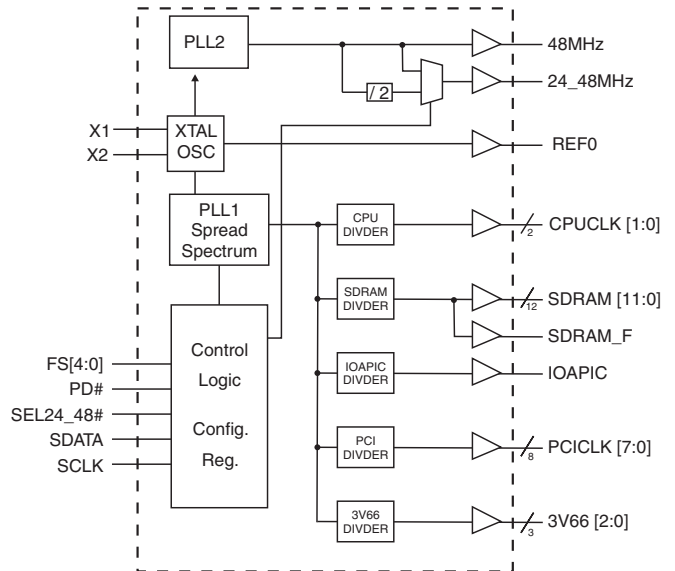 PLL2
48MHz
24_48MHz
/ 2
X1
X2
XTAL
OSC
REF0
PLL1
Spread
Spectrum
CPU
DIVDER
2
CPUCLK [1:0]
SDRAM
DIVDER
12
SDRAM [11:0]
SDRAM_F
IOAPIC
DIVDER
IOAPIC
PCI
DIVDER
8
PCICLK [7:0]
3V66
DIVDER
3
3V66 [2:0]
FS[4:0]
PD#
SEL24_48#
SDATA
SCLK
Control
Logic
Config.
Reg.